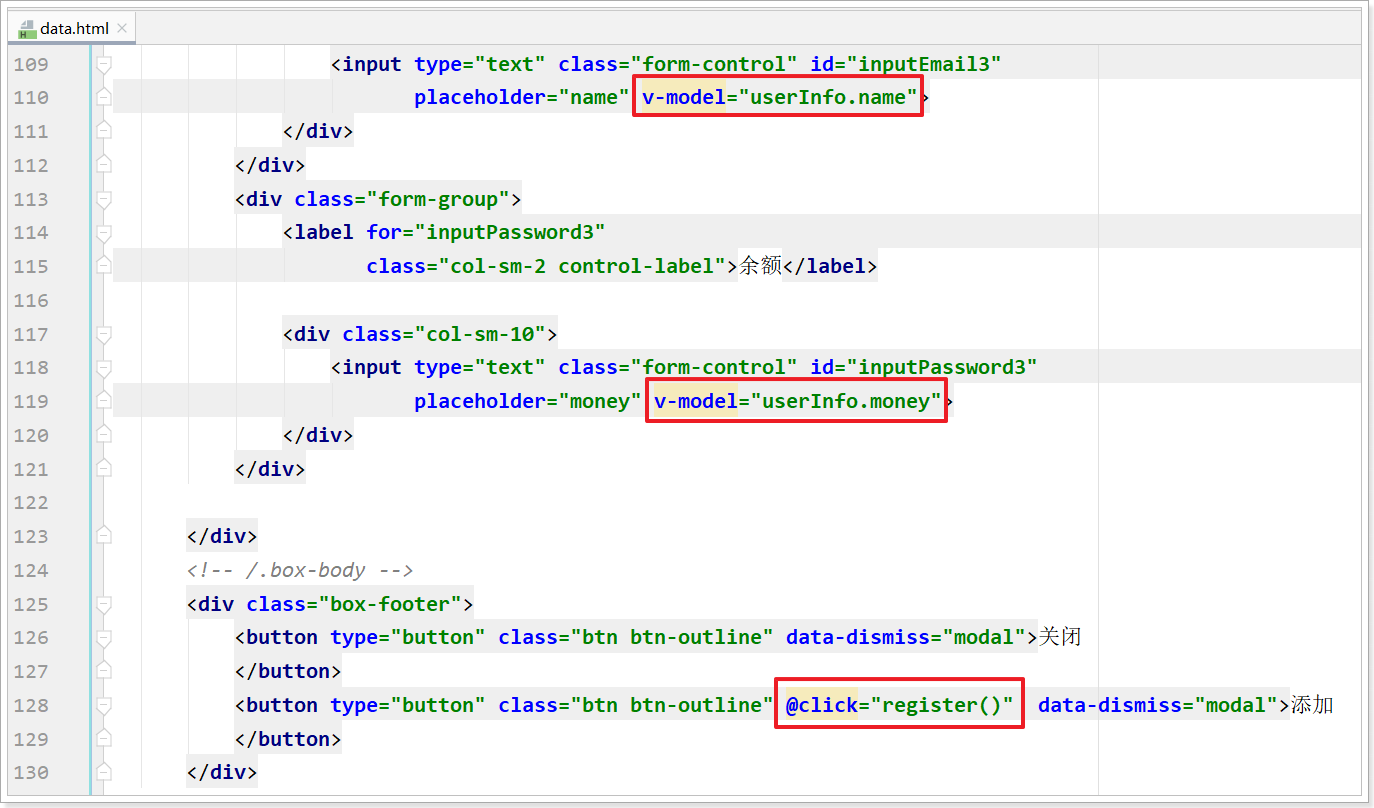 data.html
109 <input type="text" class="form-control" id="inputEmail3"
110 placeholder="name" v-model="userInfo.name">
111 </div>
112 </div>
113 <div class="form-group">
114 <label for="inputPassword3"
115 class="col-sm-2 control-label">余额</label>
116
117 <div class="col-sm-10">
118 <input type="text" class="form-control" id="inputPassword3"
119 placeholder="money" v-model="userInfo.money">
120 </div>
121 </div>
122
123 </div>
124 <!-- /.box-body -->
125 <div class="box-footer">
126 <button type="button" class="btn btn-outline" data-dismiss="modal">关闭
127 </button>
128 <button type="button" class="btn btn-outline" @click="register()" data-dismiss="modal">添加
129 </button>
130 </div>